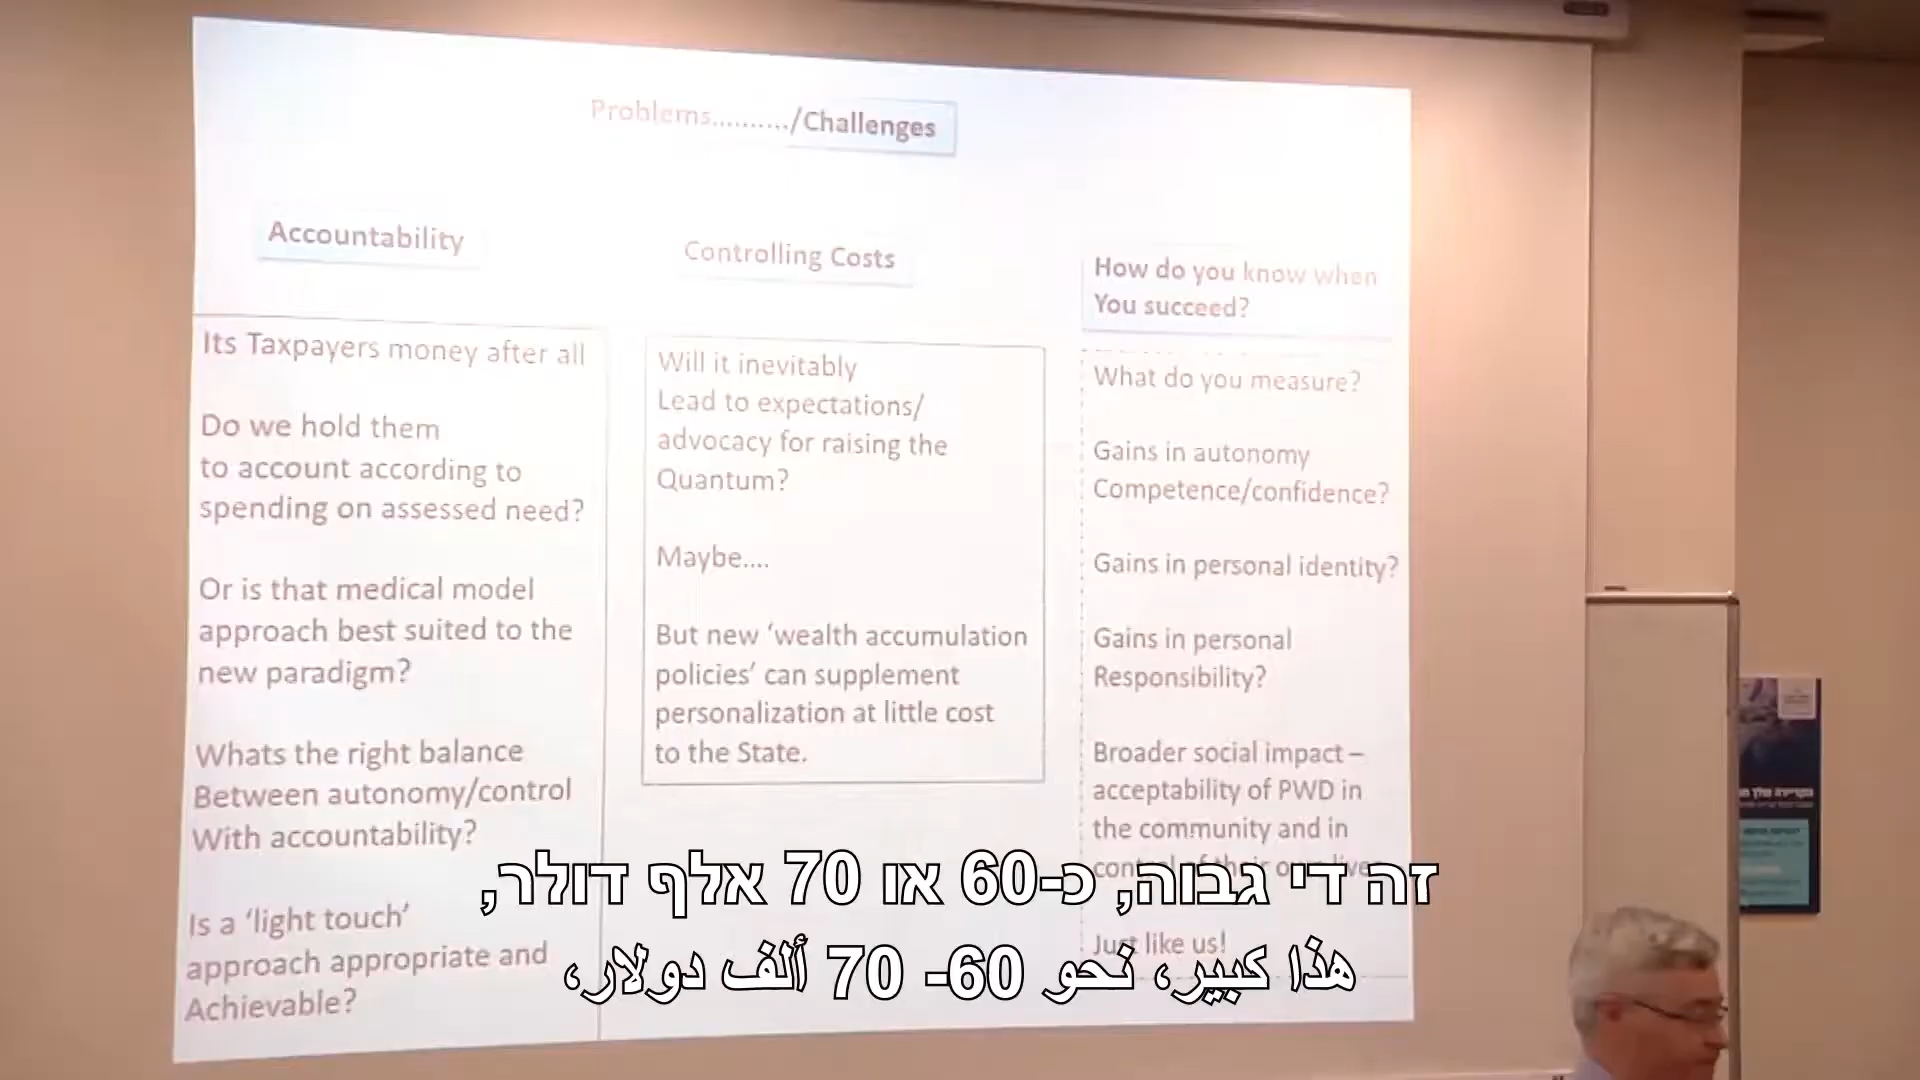 Problems........../Challenges
Accountability
Its Taxpayers money after all
Do we hold them
to account according to
spending on assessed need?
Or is that medical model
approach best suited to the
new paradigm?
Whats the right balance
Between autonomy/control
With accountability?
Is a ‘light touch’
approach appropriate and
Achievable?
Controlling Costs
Will it inevitably
Lead to expectations/
advocacy for raising the
Quantum?
Maybe....
But new ‘wealth accumulation
policies’ can supplement
personalization at little cost
to the State.
How do you know when
You succeed?
What do you measure?
Gains in autonomy
Competence/confidence?
Gains in personal identity?
Gains in personal
Responsibility?
Broader social impact –
acceptability of PWD in
the community and in
control of their own lives
Just like us!
זה די גבוה, כ-60 או 70 אלף דולר,
هذا كبير، نحو 60- 70 ألف دولار،